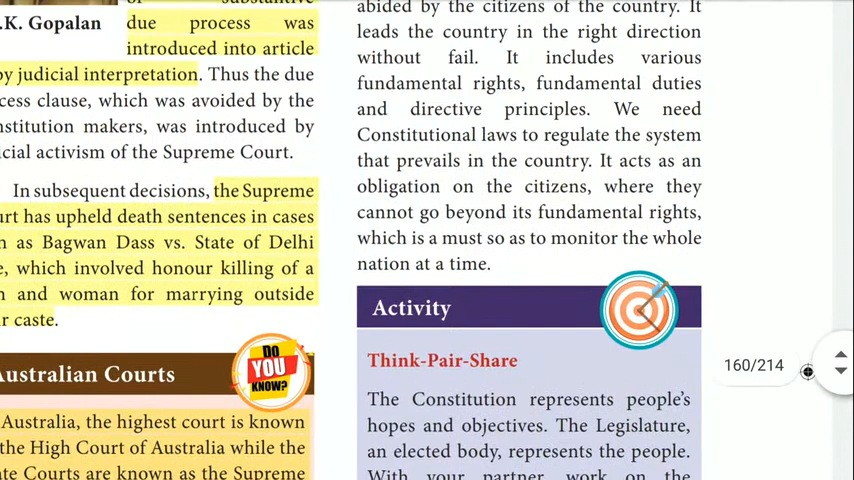 .K. Gopalan
due process was
introduced into article
by judicial interpretation. Thus the due
cess clause, which was avoided by the
nstitution makers, was introduced by
icial activism of the Supreme Court.
In subsequent decisions, the Supreme
urt has upheld death sentences in cases
h as Bagwan Dass vs. State of Delhi
e, which involved honour killing of a
n and woman for marrying outside
ir caste.
DO
YOU
KNOW?
Australian Courts
Australia, the highest court is known
the High Court of Australia while the
ate Courts are known as the Supreme
abided by the citizens of the country. It
leads the country in the right direction
without fail. It includes various
fundamental rights, fundamental duties
and directive principles. We need
Constitutional laws to regulate the system
that prevails in the country. It acts as an
obligation on the citizens, where they
cannot go beyond its fundamental rights,
which is a must so as to monitor the whole
nation at a time.
Activity
Think-Pair-Share
The Constitution represents people's
hopes and objectives. The Legislature,
an elected body, represents the people.
With your partner, work on the
160/214